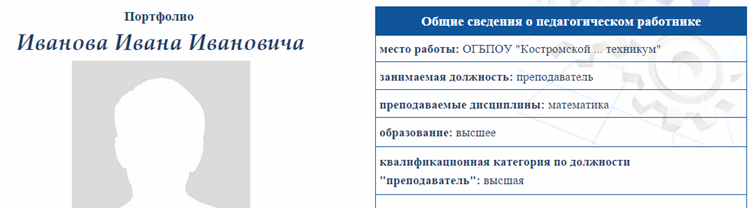 Портфолио
Иванова Ивана Ивановича
Общие сведения о педагогическом работнике
место работы: ОГБПОУ "Костромской ... техникум"
занимаемая должность: преподаватель
преподаваемые дисциплины: математика
образование: высшее
квалификационная категория по должности
"преподаватель": высшая